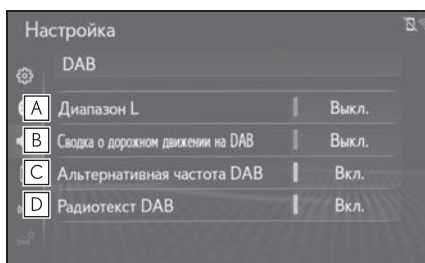 Настройка
DAB
A Диапазон L Выкл.
B Сводка о дорожном движении на DAB Выкл.
C Альтернативная частота DAB Вкл.
D Радиотекст DAB Вкл.